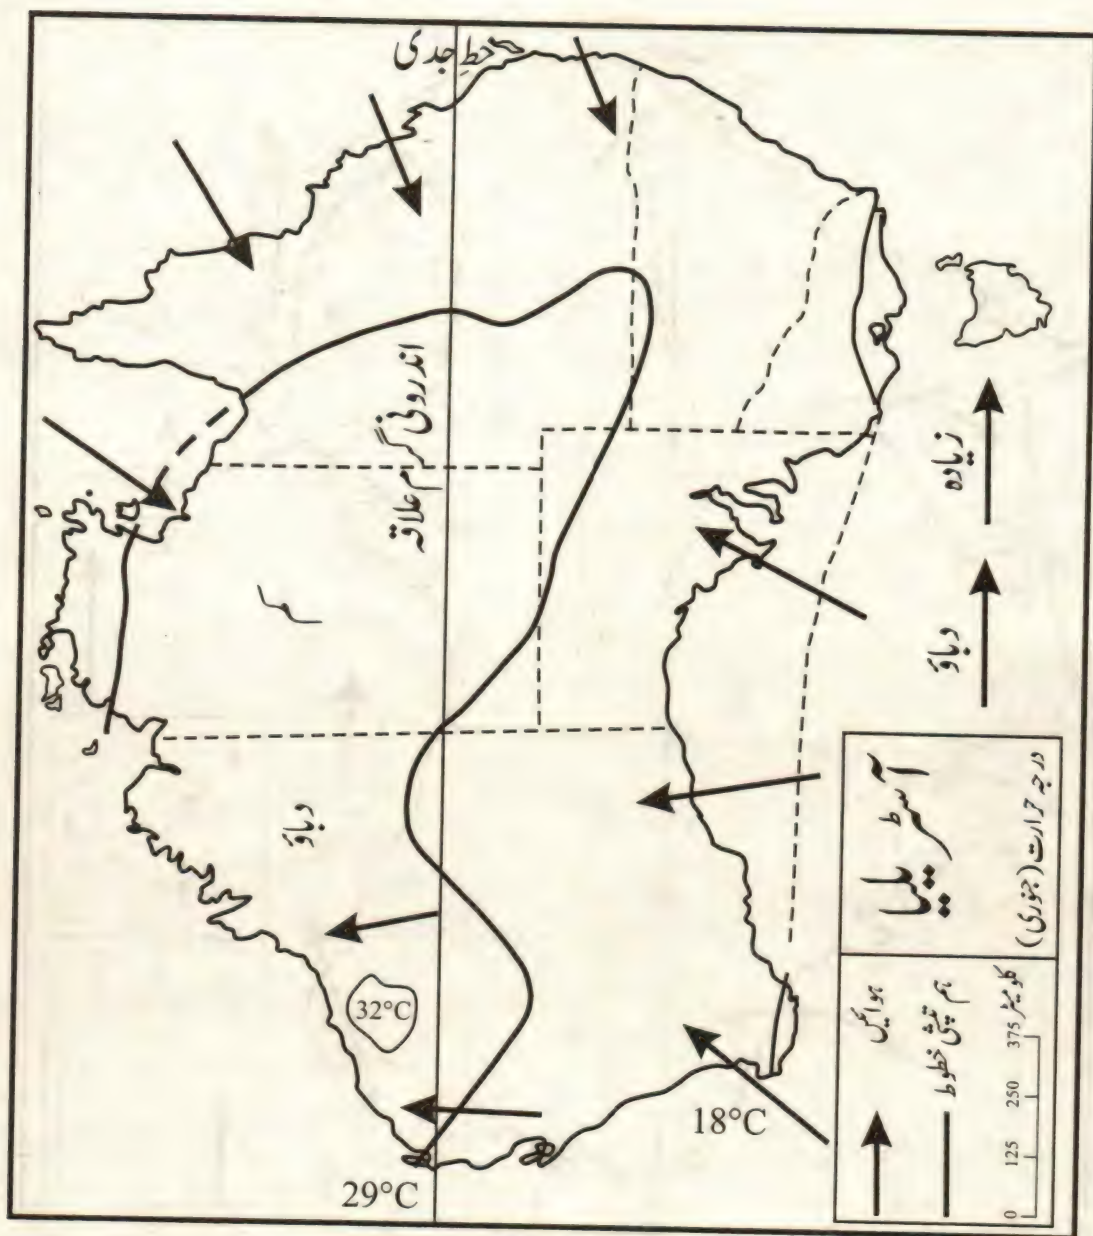 خط جدی
اندرونی گرم علاقہ
دباؤ
32°C
29°C
18°C
زیادہ
دباؤ
آسٹریلیا
درجہ حرارت (جنوری)
ہوائیں
ہم تپش خطوط
کلومیٹر
0 125 250 375